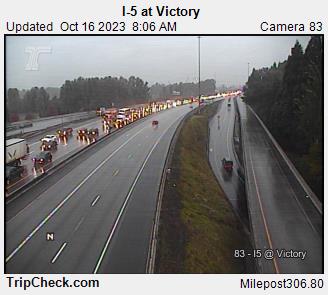 I-5 at Victory
Updated Oct 16 2023 8:06 AM Camera 83
N
83 - I5 @ Victory
TripCheck.com Milepost306.80